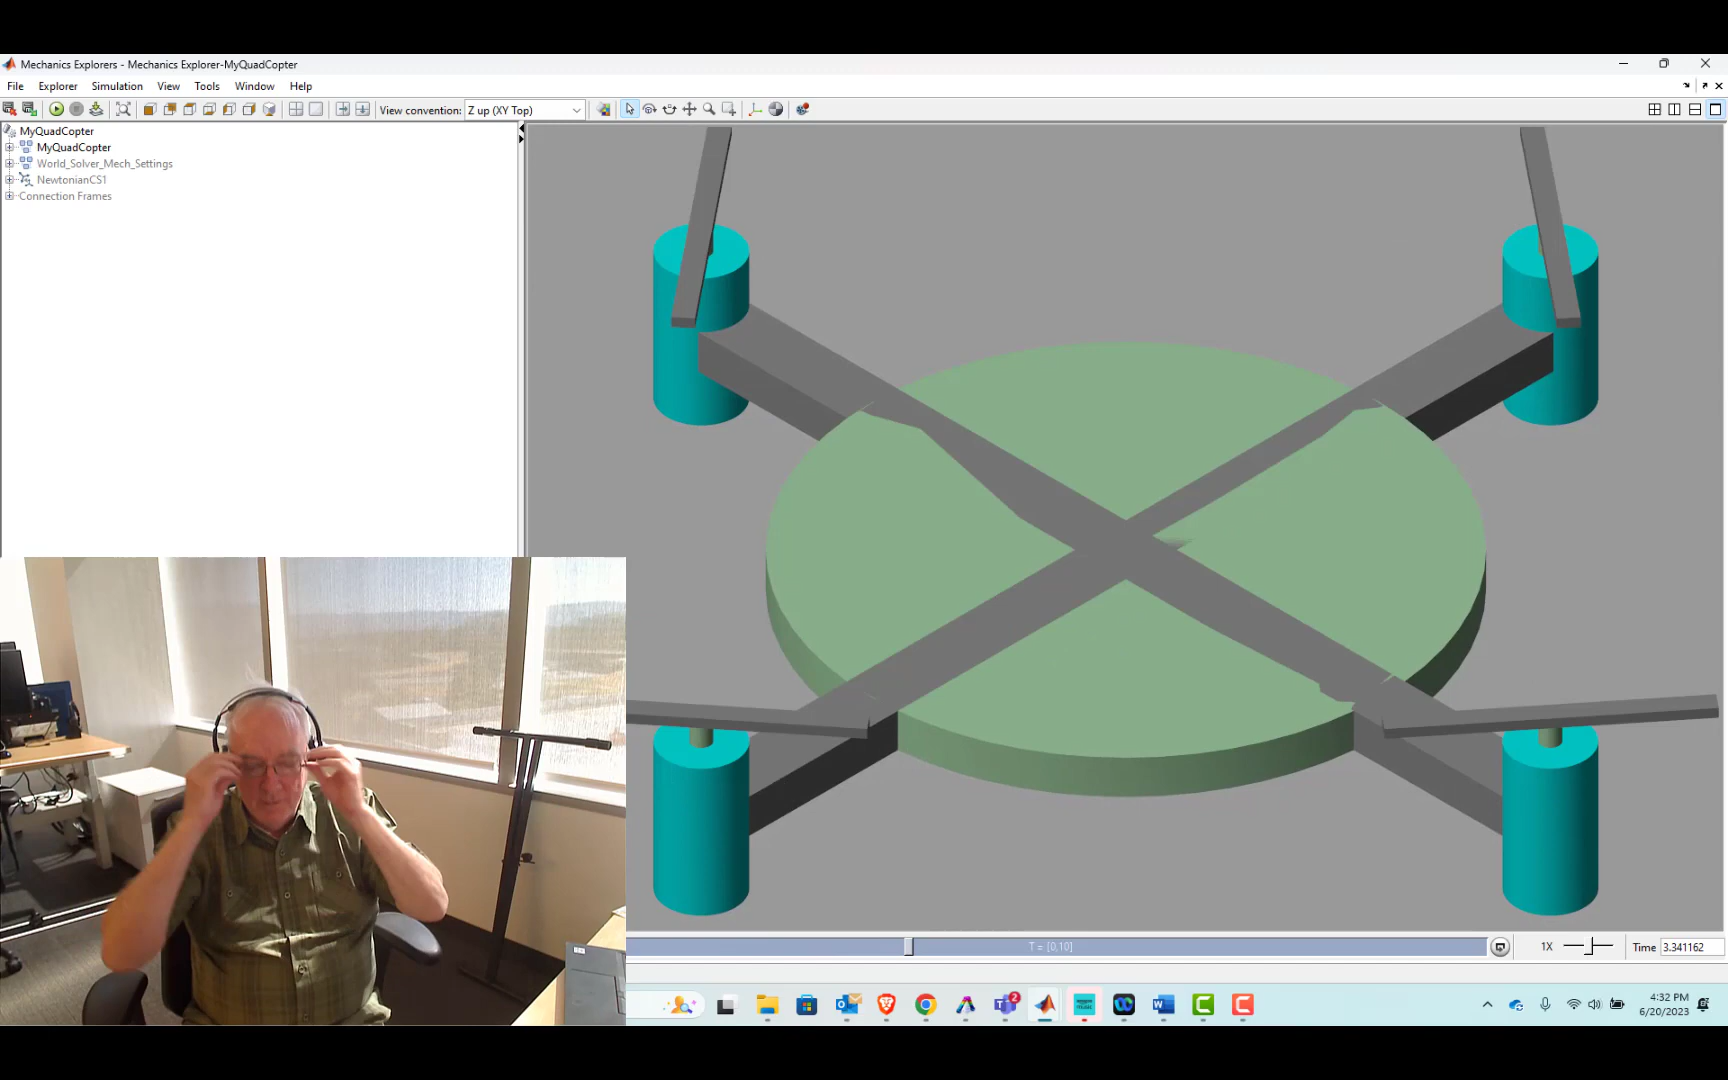 Mechanics Explorers - Mechanics Explorer-MyQuadCopter
File Explorer Simulation View Tools Window Help
View convention: Z up (XY Top)
MyQuadCopter
MyQuadCopter
World_Solver_Mech_Settings
NewtonianCS1
Connection Frames
T = [0,10]
1X
Time 3.341162
2
4:32 PM
6/20/2023